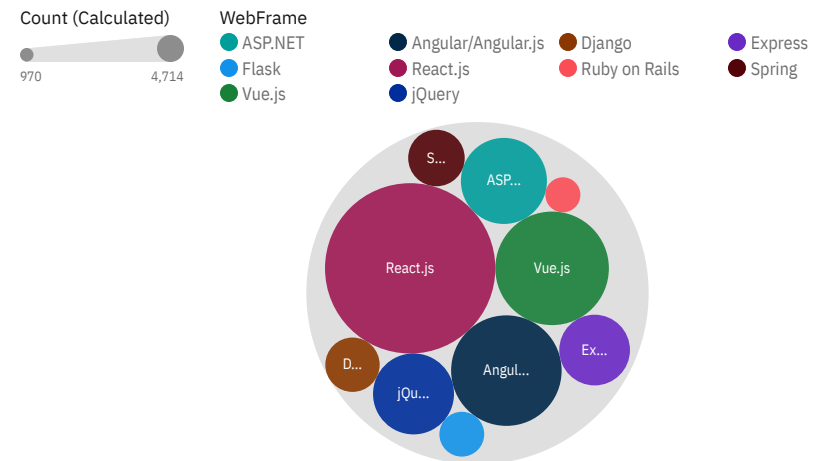 Count (Calculated)
970 4,714
WebFrame
ASP.NET Angular/Angular.js Django Express
Flask React.js Ruby on Rails Spring
Vue.js jQuery
S...
ASP...
React.js
Vue.js
Ex...
D...
Angul...
jQu...